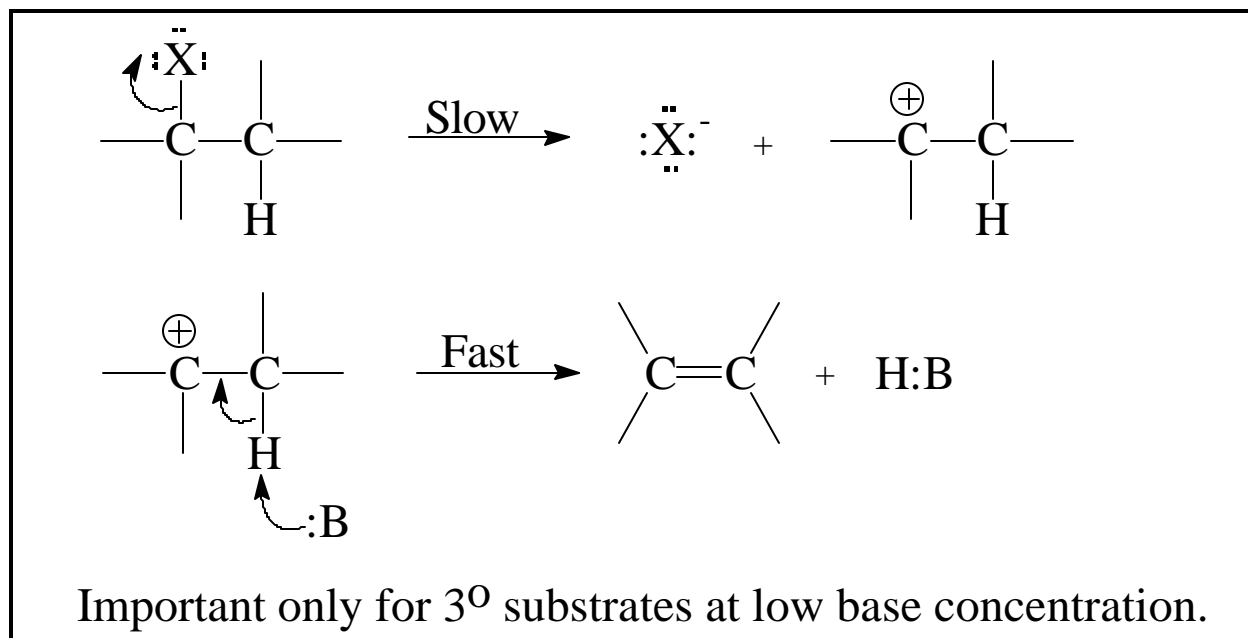 :X:
C C Slow :X:- + ⊕ C C
H H
⊕ C C Fast C=C + H:B
H
:B
Important only for 3o substrates at low base concentration.